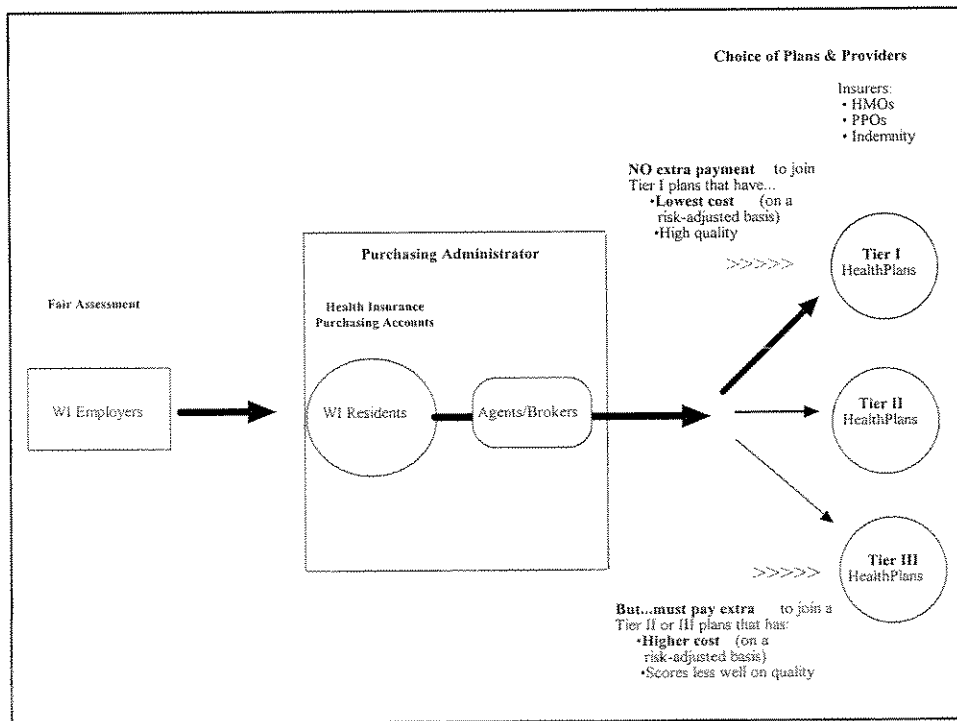 Choice of Plans & Providers
Insurers:
• HMOs
• PPOs
• Indemnity
NO extra payment to join
Tier I plans that have...
•Lowest cost (on a
risk-adjusted basis)
•High quality
>>>>>
Tier I
HealthPlans
Purchasing Administrator
Fair Assessment
Health Insurance
Purchasing Accounts
WI Employers
WI Residents
Agents/Brokers
Tier II
HealthPlans
Tier III
HealthPlans
>>>>>
But...must pay extra to join a
Tier II or III plans that has:
•Higher cost (on a
risk-adjusted basis)
•Scores less well on quality